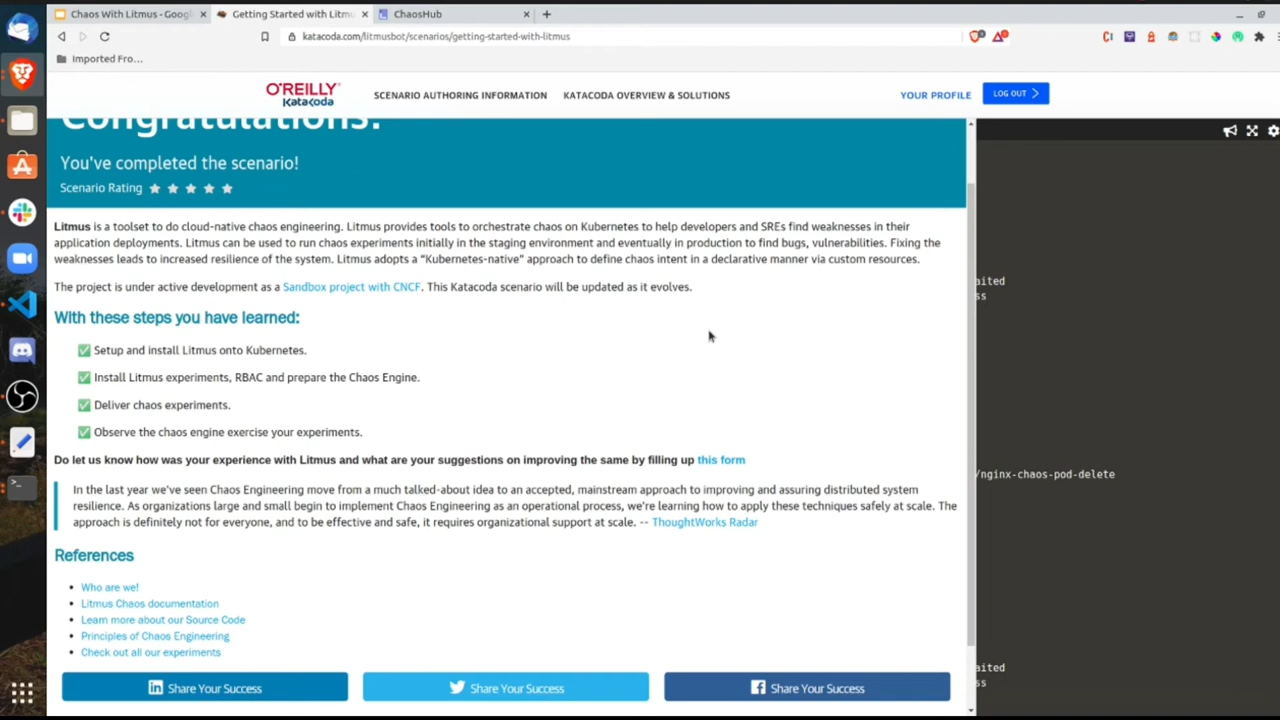 Chaos With Litmus - Googl
Getting Started with Litmu
ChaosHub
katacoda.com/litmusbot/scenarios/getting-started-with-litmus
Imported Fro...
O'REILLY
Katacoda
SCENARIO AUTHORING INFORMATION
KATACODA OVERVIEW & SOLUTIONS
YOUR PROFILE
LOG OUT
Congratulations!
You've completed the scenario!
Scenario Rating
Litmus is a toolset to do cloud-native chaos engineering. Litmus provides tools to orchestrate chaos on Kubernetes to help developers and SREs find weaknesses in their
application deployments. Litmus can be used to run chaos experiments initially in the staging environment and eventually in production to find bugs, vulnerabilities. Fixing the
weaknesses leads to increased resilience of the system. Litmus adopts a “Kubernetes-native” approach to define chaos intent in a declarative manner via custom resources.
The project is under active development as a Sandbox project with CNCF. This Katacoda scenario will be updated as it evolves.
With these steps you have learned:
Setup and install Litmus onto Kubernetes.
Install Litmus experiments, RBAC and prepare the Chaos Engine.
Deliver chaos experiments.
Observe the chaos engine exercise your experiments.
Do let us know how was your experience with Litmus and what are your suggestions on improving the same by filling up this form
In the last year we've seen Chaos Engineering move from a much talked-about idea to an accepted, mainstream approach to improving and assuring distributed system
resilience. As organizations large and small begin to implement Chaos Engineering as an operational process, we're learning how to apply these techniques safely at scale. The
approach is definitely not for everyone, and to be effective and safe, it requires organizational support at scale. -- ThoughtWorks Radar
References
Who are we!
Litmus Chaos documentation
Learn more about our Source Code
Principles of Chaos Engineering
Check out all our experiments
Share Your Success
Share Your Success
Share Your Success
aited
ss
/nginx-chaos-pod-delete
aited
ss